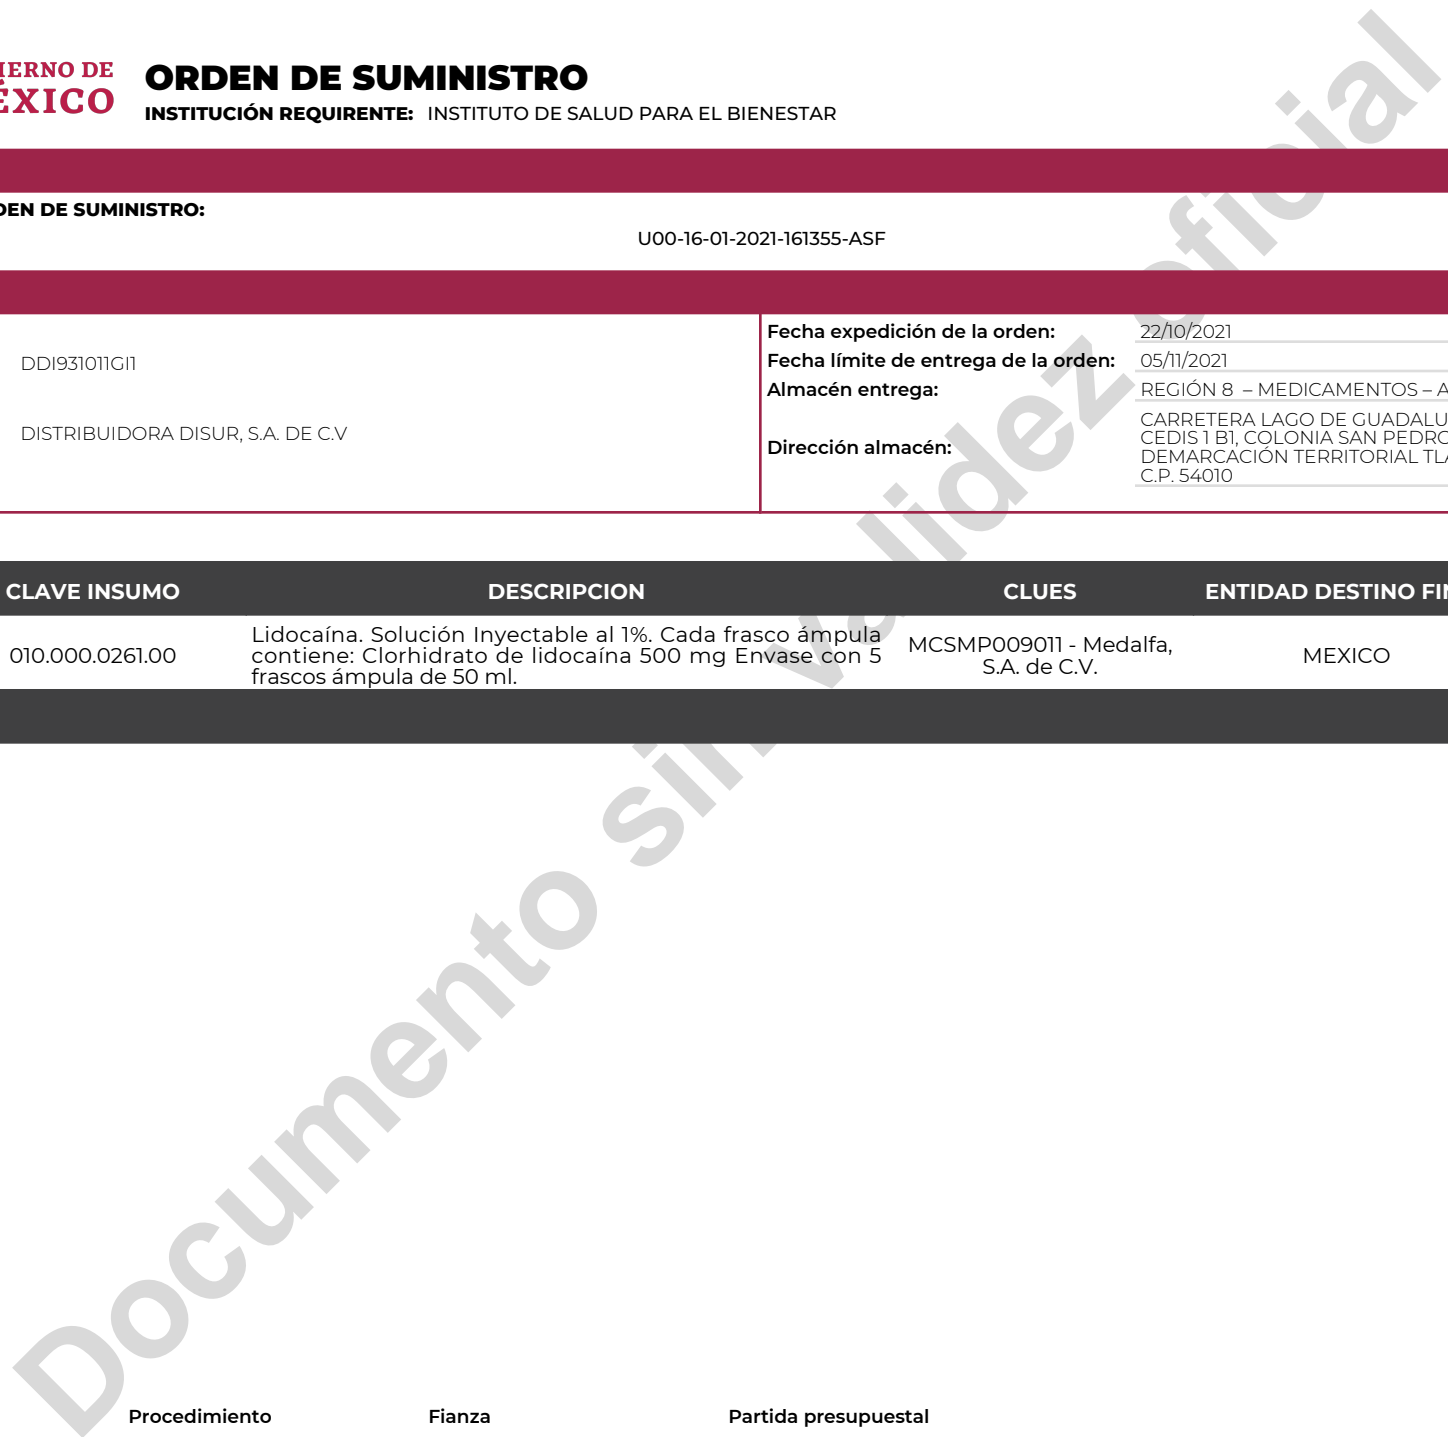 IERNO DE
ÉXICO
ORDEN DE SUMINISTRO
INSTITUCIÓN REQUIRENTE: INSTITUTO DE SALUD PARA EL BIENESTAR
DEN DE SUMINISTRO:
U00-16-01-2021-161355-ASF
DDI931011GI1
DISTRIBUIDORA DISUR, S.A. DE C.V
Fecha expedición de la orden: 22/10/2021
Fecha límite de entrega de la orden: 05/11/2021
Almacén entrega: REGIÓN 8 – MEDICAMENTOS – A
Dirección almacén:
CARRETERA LAGO DE GUADALU
CEDIS 1 B1, COLONIA SAN PEDRO
DEMARCACIÓN TERRITORIAL TLA
C.P. 54010
CLAVE INSUMO DESCRIPCION CLUES ENTIDAD DESTINO FIN
010.000.0261.00
Lidocaína. Solución Inyectable al 1%. Cada frasco ámpula
contiene: Clorhidrato de lidocaína 500 mg Envase con 5
frascos ámpula de 50 ml.
MCSMP009011 - Medalfa,
S.A. de C.V.
MEXICO
Documento sin validez oficial
Procedimiento Fianza Partida presupuestal